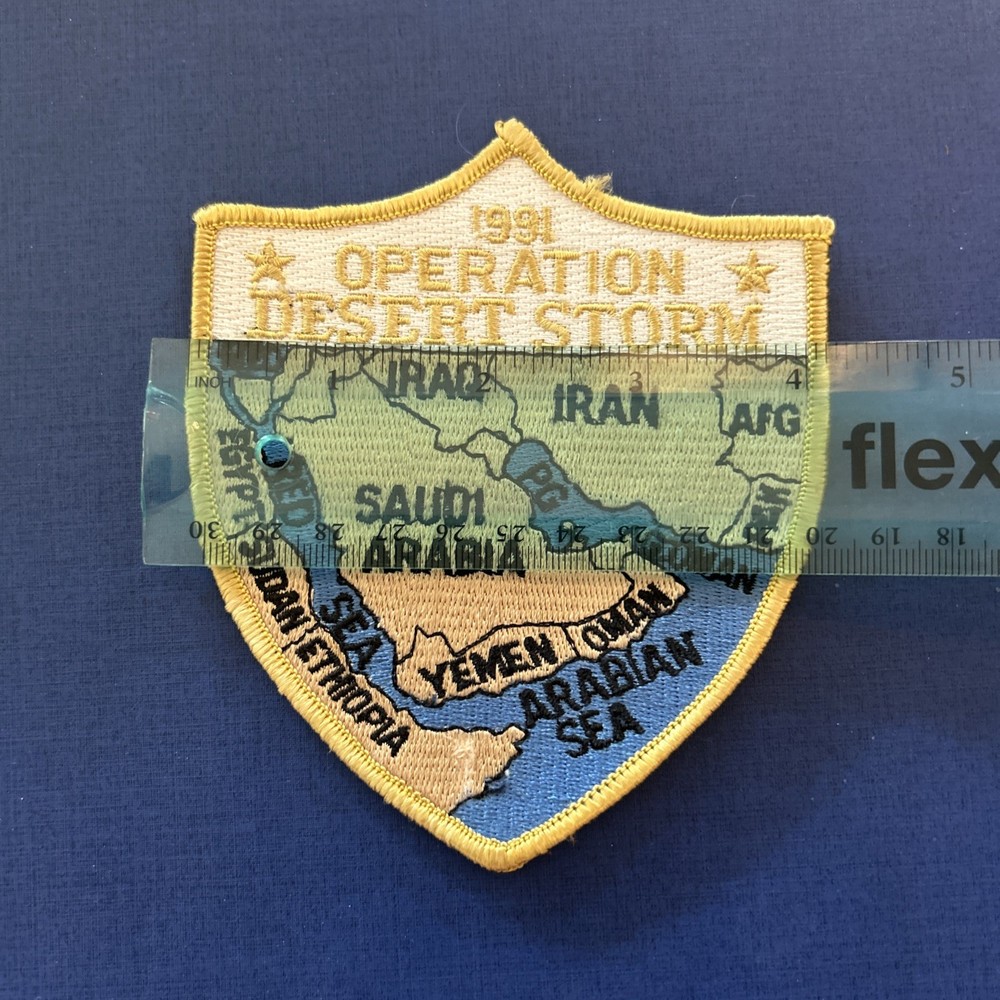 1991
OPERATION
DESERT STORM
INCH 1 2 3 4 5
IRAQ
IRAN
AFG
flex
EGYPT
RED
SAUDI
PG
30 29 28 27 26 25 24 23 22 21 20 19 18
ARABIA
G. OMAN
SUDAN
SEA
OMAN
YEMEN
ETHIOPIA
ARABIAN
SEA